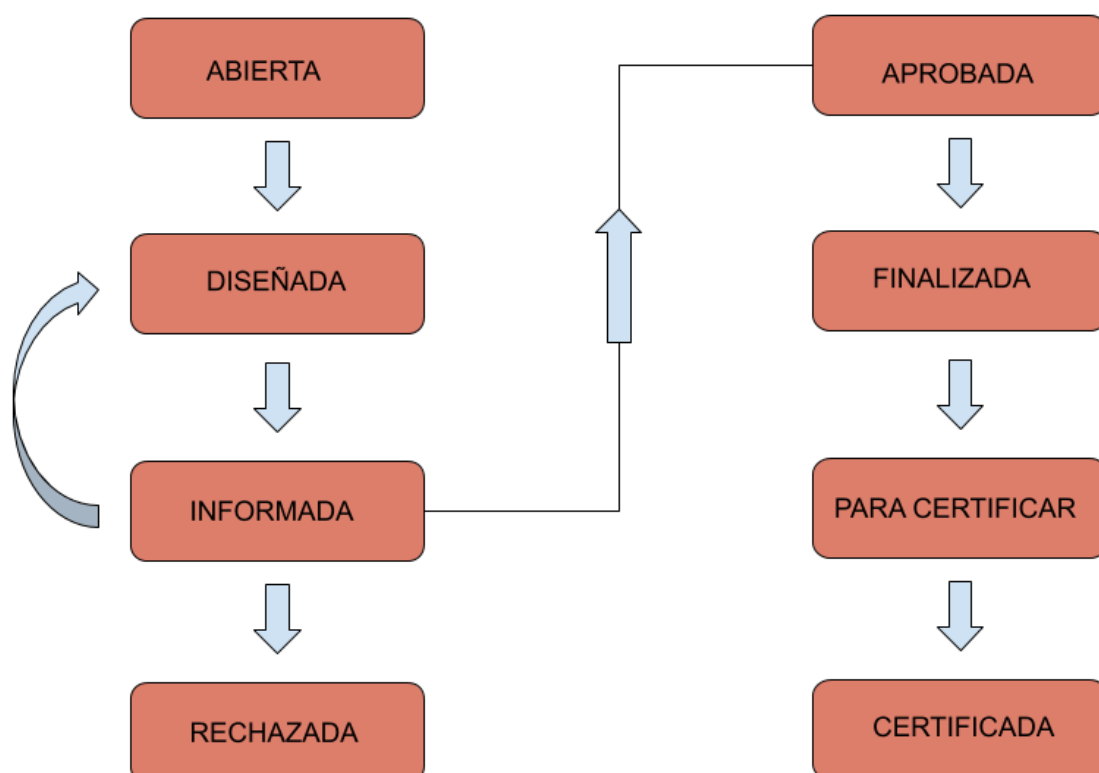 ABIERTA
DISEÑADA
INFORMADA
RECHAZADA
APROBADA
FINALIZADA
PARA CERTIFICAR
CERTIFICADA